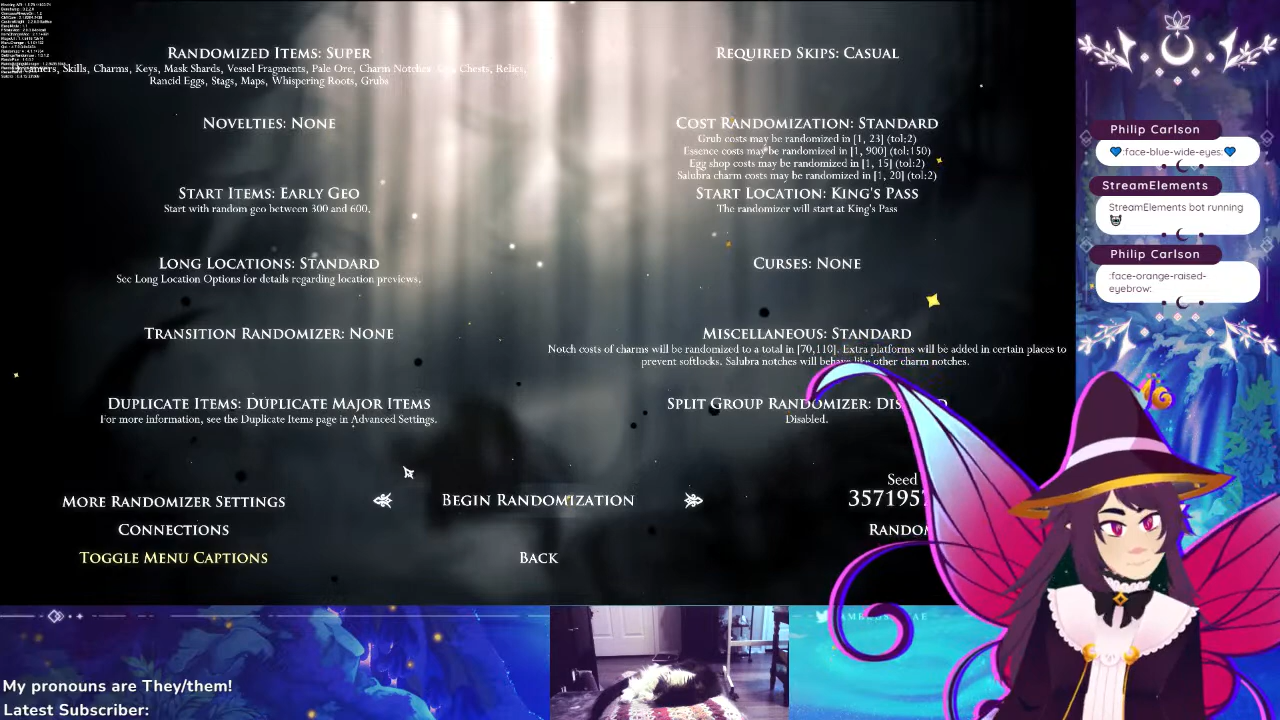 RANDOMIZED ITEMS: SUPER
Skills, Charms, Keys, Mask Shards, Vessel Fragments, Pale Ore, Charm Notches, Chests, Relics,
Rancid Eggs, Stags, Maps, Whispering Roots, Grubs
NOVELTIES: NONE
START ITEMS: EARLY GEO
Start with random geo between 300 and 600.
LONG LOCATIONS: STANDARD
See Long Location Options for details regarding location previews.
TRANSITION RANDOMIZER: NONE
DUPLICATE ITEMS: DUPLICATE MAJOR ITEMS
For more information, see the Duplicate Items page in Advanced Settings.
REQUIRED SKIPS: CASUAL
COST RANDOMIZATION: STANDARD
Grub costs may be randomized in [1, 23] (tol:2)
Essence costs may be randomized in [1, 900] (tol:150)
Egg shop costs may be randomized in [1, 15] (tol:2)
Salubra charm costs may be randomized in [1, 20] (tol:2)
START LOCATION: KING'S PASS
The randomizer will start at King's Pass
CURSES: NONE
MISCELLANEOUS: STANDARD
Notch costs of charms will be randomized to a total in [70,110]. Extra platforms will be added in certain places to
prevent softlocks. Salubra notches will behave like other charm notches.
SPLIT GROUP RANDOMIZER: DIS
Disabled.
MORE RANDOMIZER SETTINGS
CONNECTIONS
TOGGLE MENU CAPTIONS
BEGIN RANDOMIZATION
BACK
Seed
357195
RANDO
Philip Carlson
💙:face-blue-wide-eyes:💙
StreamElements
StreamElements bot running
Philip Carlson
:face-orange-raised-
eyebrow:
My pronouns are They/them!
Latest Subscriber: